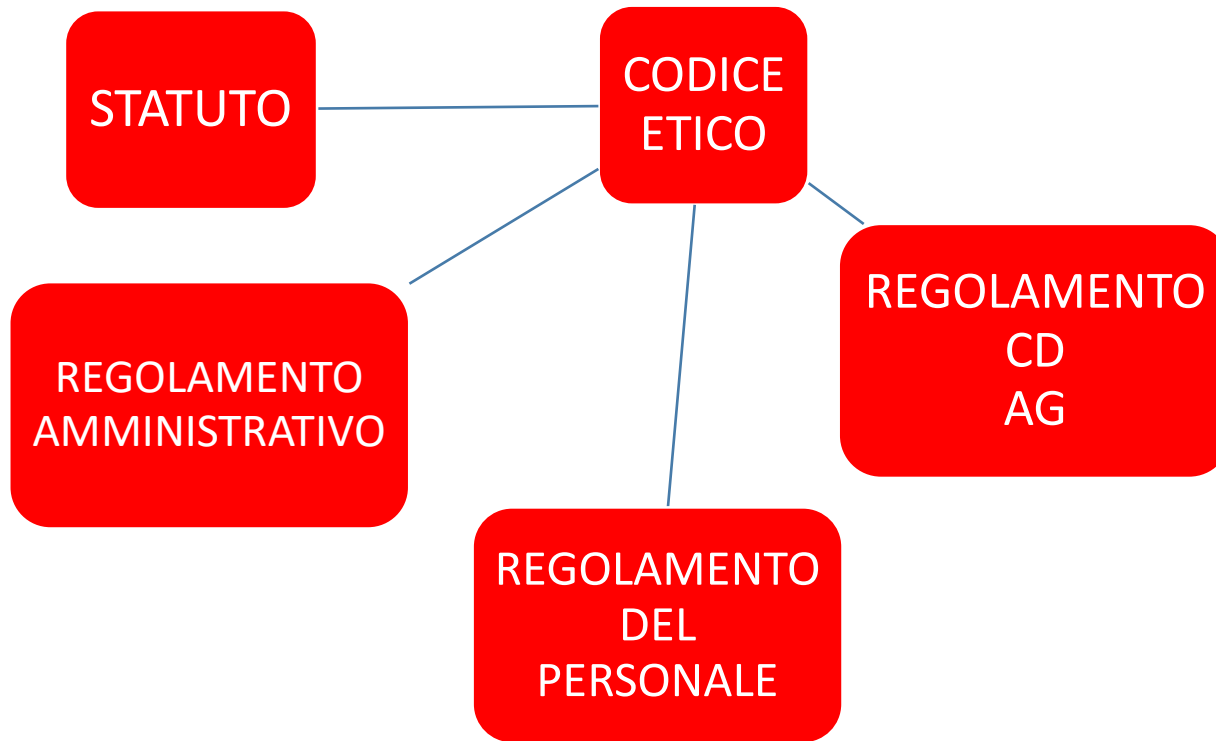 STATUTO
CODICE
ETICO
REGOLAMENTO
AMMINISTRATIVO
REGOLAMENTO
CD
AG
REGOLAMENTO
DEL
PERSONALE